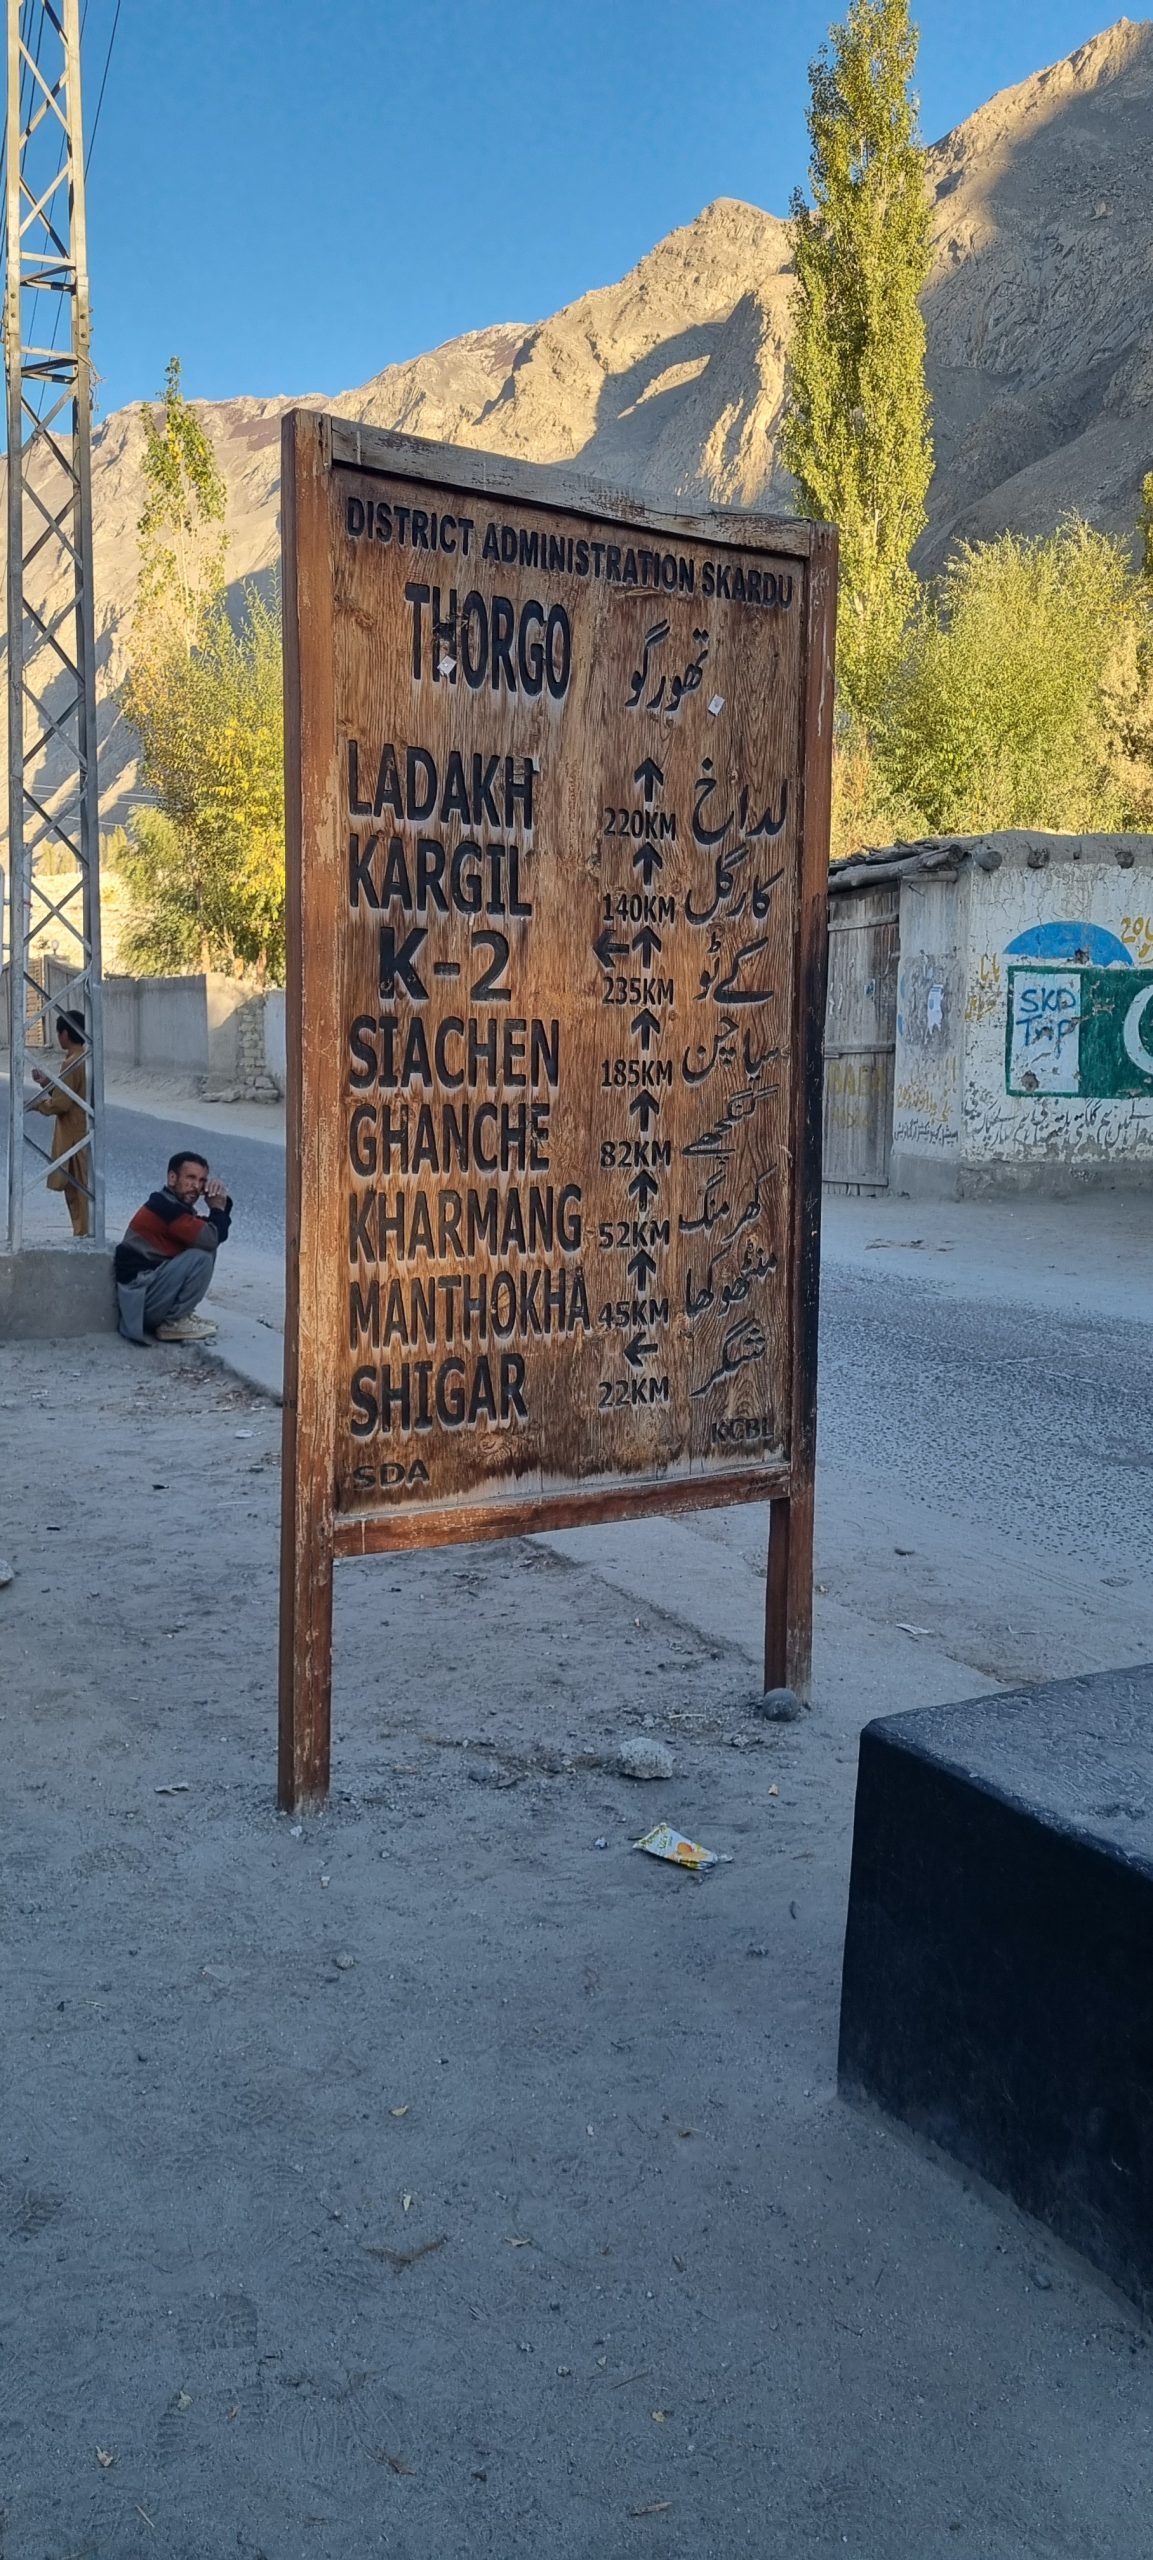 DISTRICT ADMINISTRATION SKARDU
THORGO تھورگو
LADAKH 220KM لداخ
KARGIL 140KM کارگل
K-2 ←↑ 235KM کے ٹو
SIACHEN ↑ 185KM سیاچن
GHANCHE ↑ 82KM گنگچھے
KHARMANG ↑ 52KM کھرمنگ
MANTHOKHA ↑ 45KM منٹھوکھا
SHIGAR ← 22KM شگر
SDA KCBL
SKD
Trip